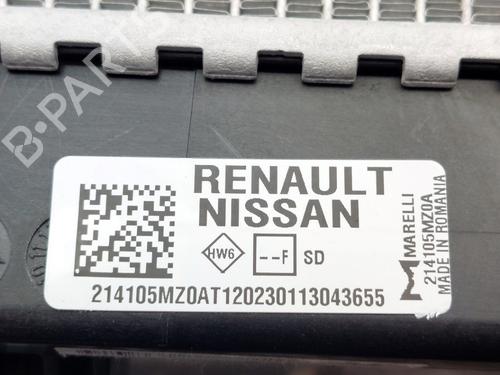 B-PARTS
RENAULT
NISSAN
HW6
--F
SD
214105MZ0AT120230113043655
MARELLI
214105MZ0A
MADE IN ROMANIA